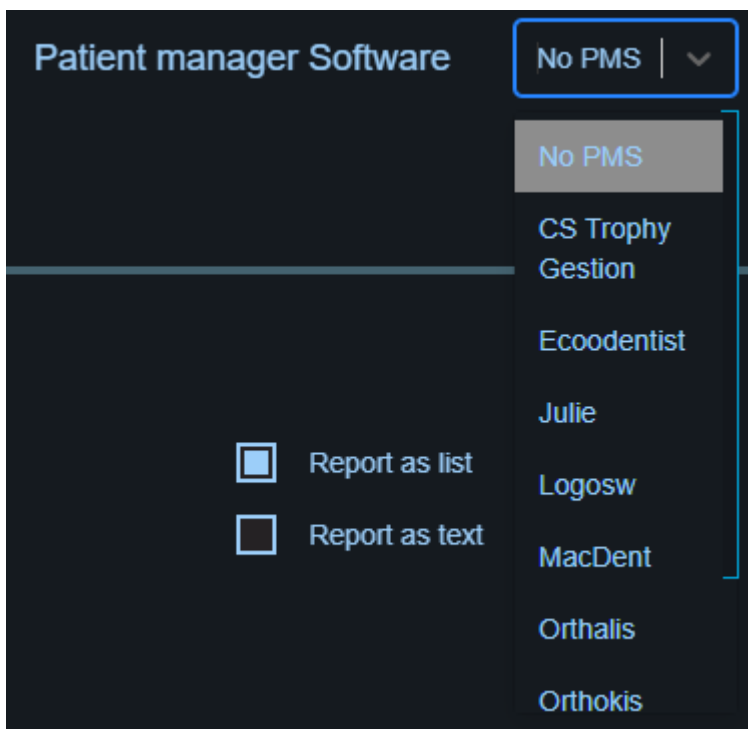 Patient manager Software
No PMS
No PMS
CS Trophy
Gestion
Ecoodentist
Julie
Report as list
Logosw
Report as text
MacDent
Orthalis
Orthokis